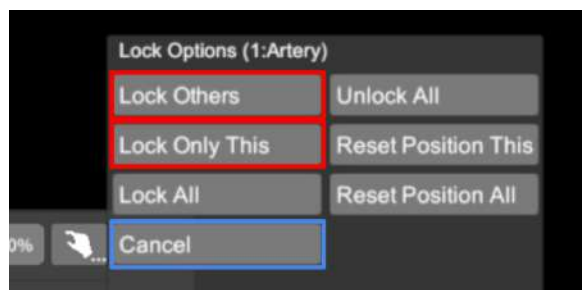 Lock Options (1:Artery)
Lock Others
Unlock All
Lock Only This
Reset Position This
Lock All
Reset Position All
0%
...
Cancel